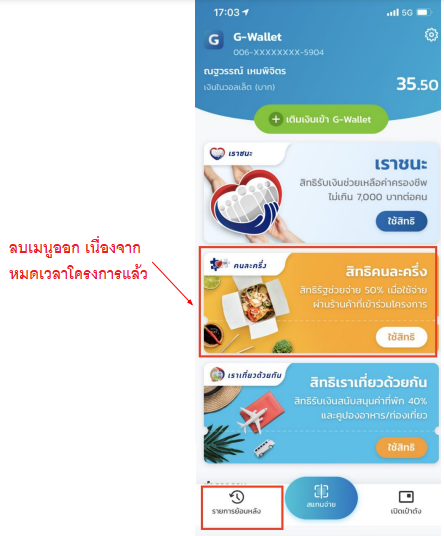 17:03
5G
G
G-Wallet
006-XXXXXXXX-5904
ณฐวรรณ์ เหมพิจิตร
เงินในวอลเล็ต (บาท)
35.50
เติมเงินเข้า G-Wallet
เราชนะ
เราชนะ
สิทธิรับเงินช่วยเหลือค่าครองชีพ
ไม่เกิน 7,000 บาทต่อคน
ใช้สิทธิ
ลบเมนูออก เนื่องจาก
หมดเวลาโครงการแล้ว
คนละครึ่ง
สิทธิคนละครึ่ง
สิทธิรัฐช่วยจ่าย 50% เมื่อใช้จ่าย
ผ่านร้านค้าที่เข้าร่วมโครงการ
ใช้สิทธิ
เราเที่ยวด้วยกัน
สิทธิเราเที่ยวด้วยกัน
สิทธิรับเงินสนับสนุนค่าที่พัก 40%
และคูปองอาหาร/ท่องเที่ยว
ใช้สิทธิ
รายการย้อนหลัง
สแกนจ่าย
เปิดเป๋าตัง